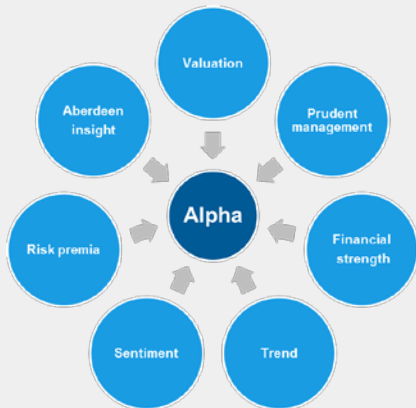 Valuation
Prudent
management
Financial
strength
Trend
Sentiment
Risk premia
Aberdeen
insight
Alpha